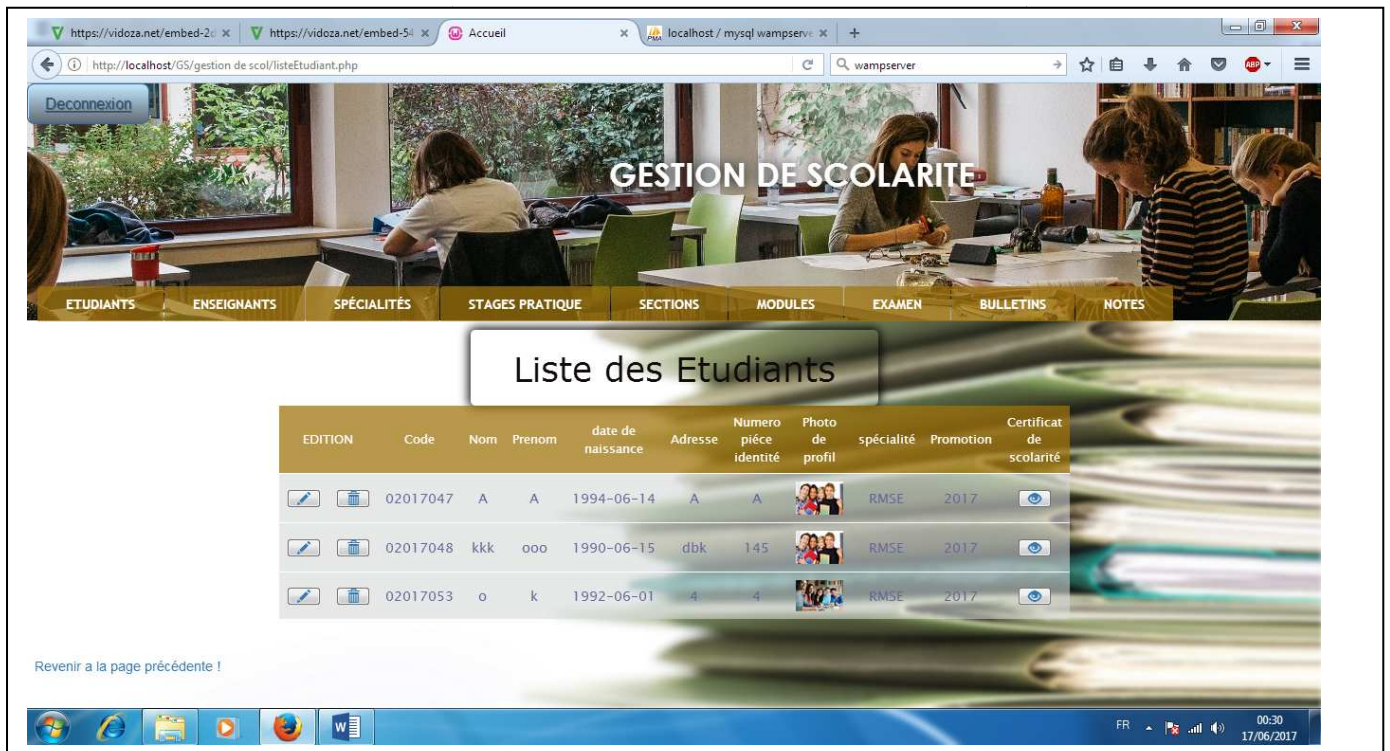 https://vidoza.net/embed-2
https://vidoza.net/embed-54
Accueil
localhost / mysql wampserve
http://localhost/GS/gestion de scol/listeEtudiant.php
wampserver
ABP
Deconnexion
GESTION DE SCOLARITE
ETUDIANTS ENSEIGNANTS SPÉCIALITÉS STAGES PRATIQUE SECTIONS MODULES EXAMEN BULLETINS NOTES
Liste des Etudiants
EDITION Code Nom Prenom date de naissance Adresse Numero piéce identité Photo de profil spécialité Promotion Certificat de scolarité
02017047 A A 1994-06-14 A A RMSE 2017
02017048 kkk ooo 1990-06-15 dbk 145 RMSE 2017
02017053 o k 1992-06-01 4 4 RMSE 2017
Revenir a la page précédente !
FR 00:30
17/06/2017